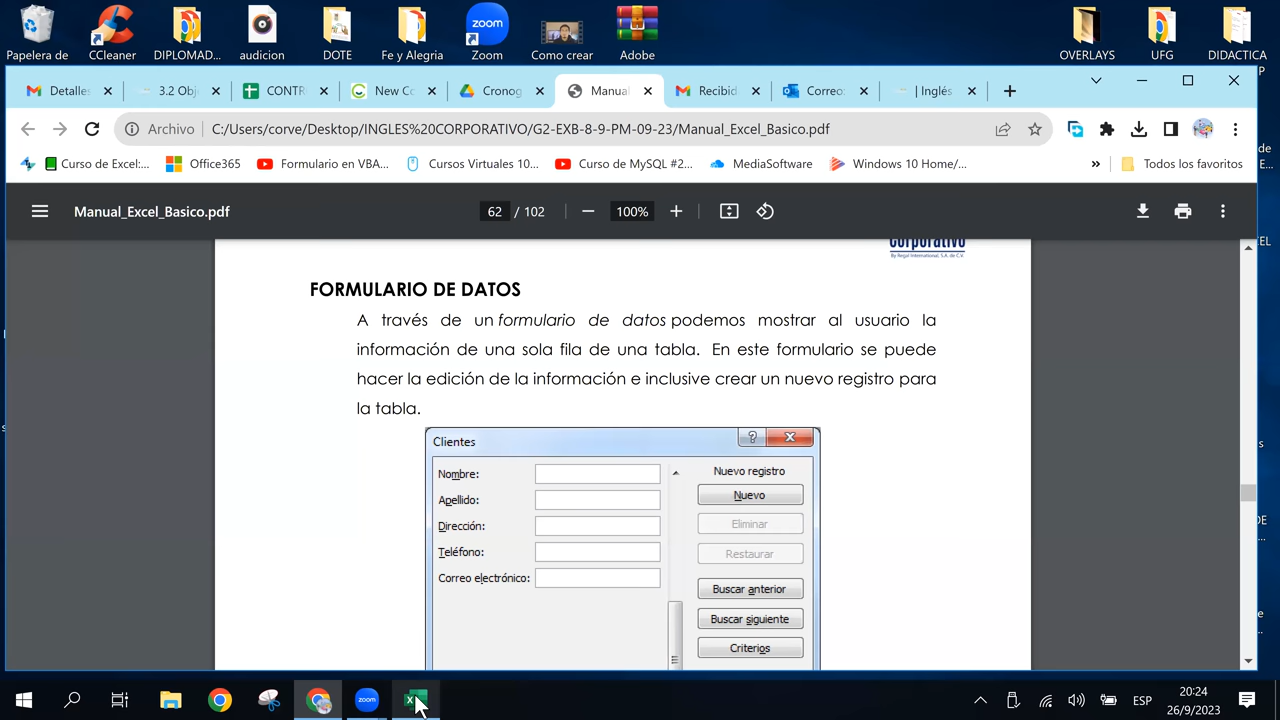 Papelera de
CCleaner
DIPLOMAD...
audicion
DOTE
Fe y Alegria
Zoom
Como crear
Adobe
OVERLAYS
UFG
DIDACTICA
Detalles
3.2 Obj
CONTR
New Co
Cronog
Manual
Recibid
Correo:
| Inglés
Archivo
C:/Users/corve/Desktop/INGLES%20CORPORATIVO/G2-EXB-8-9-PM-09-23/Manual_Excel_Basico.pdf
Curso de Excel:...
Office365
Formulario en VBA...
Cursos Virtuales 10...
Curso de MySQL #2...
MediaSoftware
Windows 10 Home/...
»
Todos los favoritos
Manual_Excel_Basico.pdf
62 / 102
100%
Corporativo
By Regal International, S.A. de C.V.
FORMULARIO DE DATOS
A través de un formulario de datos podemos mostrar al usuario la
información de una sola fila de una tabla. En este formulario se puede
hacer la edición de la información e inclusive crear un nuevo registro para
la tabla.
Clientes
Nombre:
Apellido:
Dirección:
Teléfono:
Correo electrónico:
Nuevo registro
Nuevo
Eliminar
Restaurar
Buscar anterior
Buscar siguiente
Criterios
zoom
ESP
20:24
26/9/2023